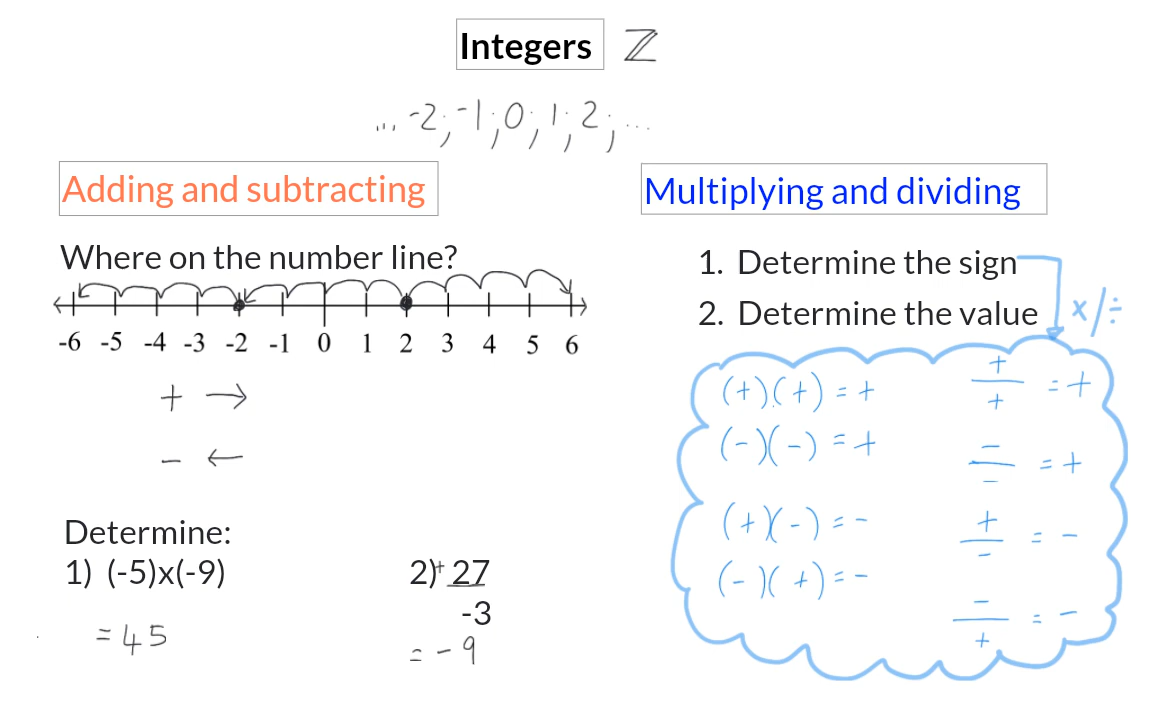 Integers ℤ
... -2; -1; 0; 1; 2; ...
Adding and subtracting
Where on the number line?
-6 -5 -4 -3 -2 -1 0 1 2 3 4 5 6
+ →
- ←
Determine:
1) (-5)x(-9)
= 45
2) + 27
-3
= - 9
Multiplying and dividing
1. Determine the sign
2. Determine the value
x/÷
(+)(+) = +
(-)(-) = +
(+)(-) = -
(-)(+) = -
+
+
= +
-
-
= +
+
-
= -
-
+
= -